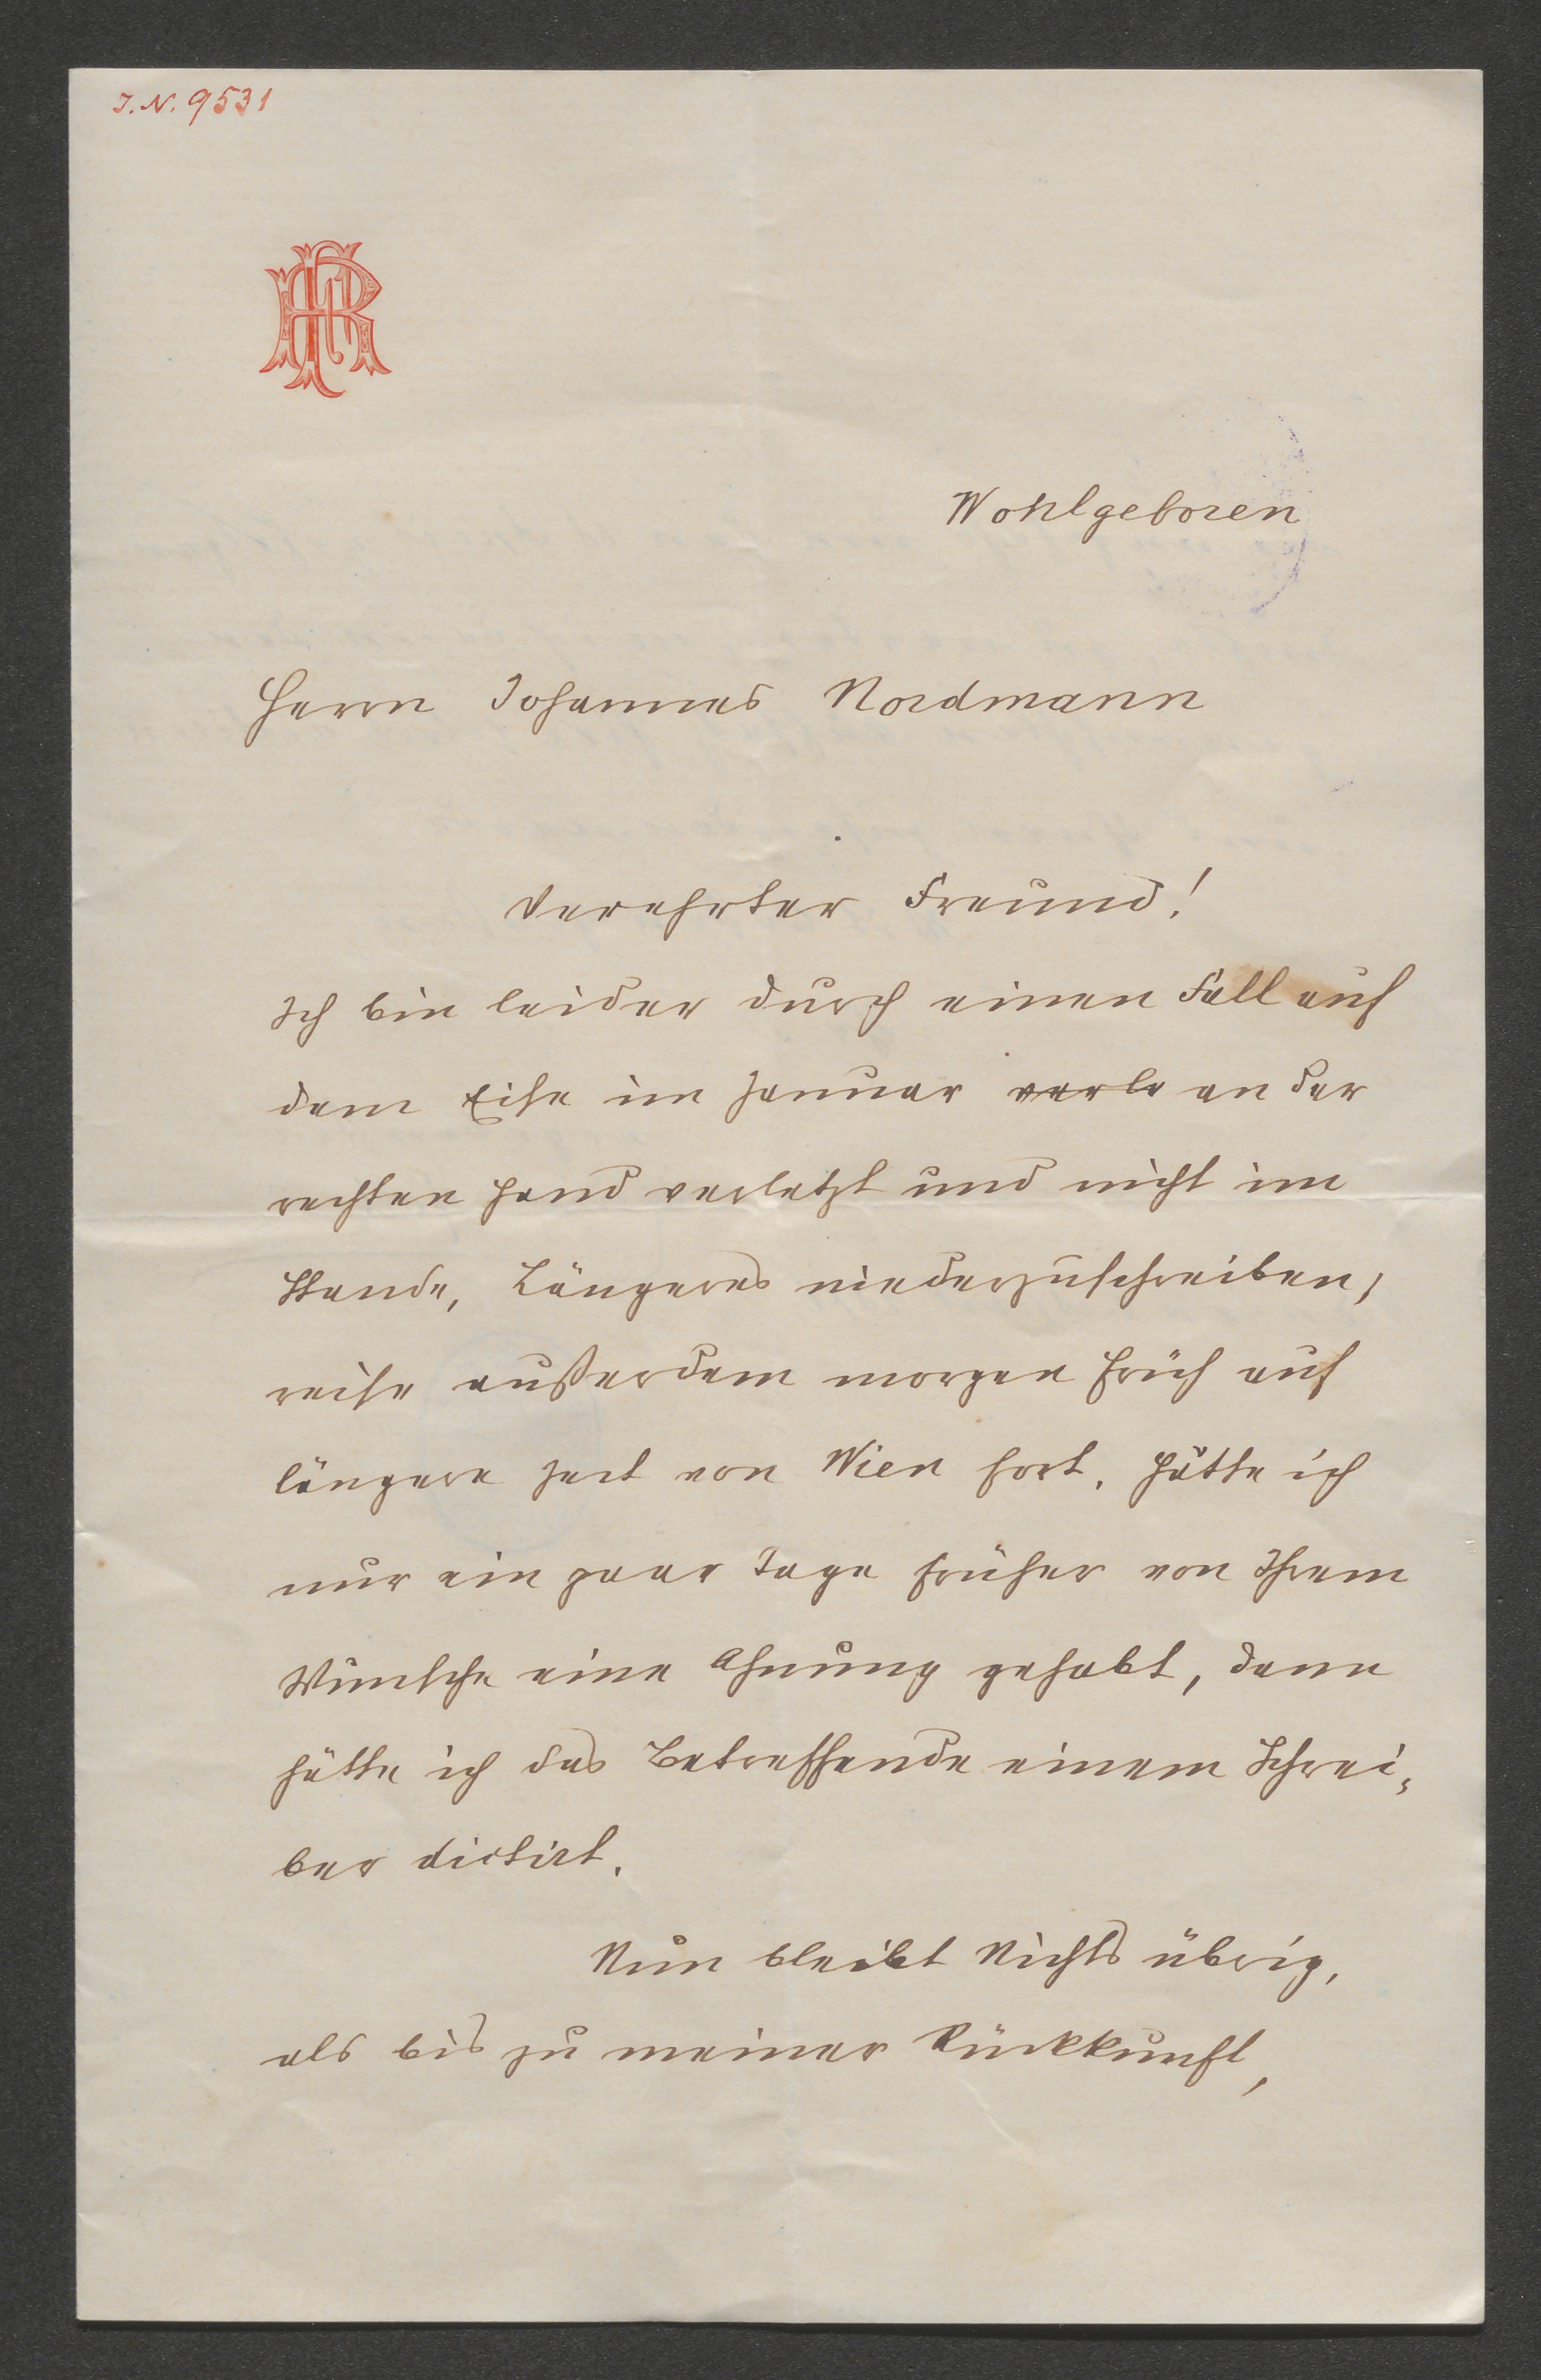 I.N. 9531
Wohlgeboren
Herrn Johannes Nordmann
Verehrter Freund!
Ich bin leider durch einen Fall auf
dem Eise im Januar verle an der
rechten Hand verletzt und nicht im
Stande, Längeres niederzuschreiben,
reise außerdem morgen früh auf
längere Zeit von Wien fort. Hätte ich
nur ein paar Tage früher von Ihrem
Wunsche eine Ahnung gehabt, dann
hätte ich das Betreffende einem Schrei-
ber dictirt.
Nun bleibt Nichts übrig,
als bis zu meiner Rückkunft,